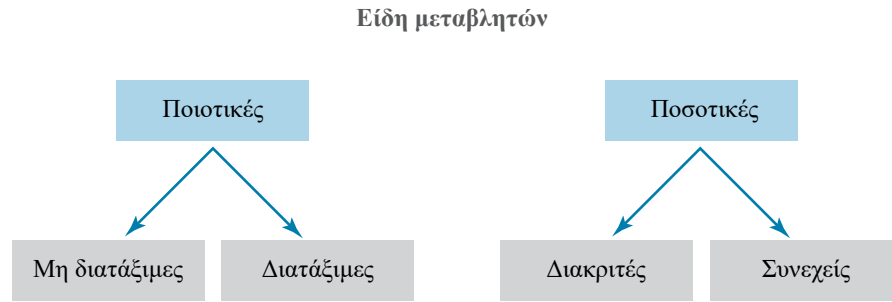 Είδη μεταβλητών
Ποιοτικές
Ποσοτικές
Μη διατάξιμες
Διατάξιμες
Διακριτές
Συνεχείς